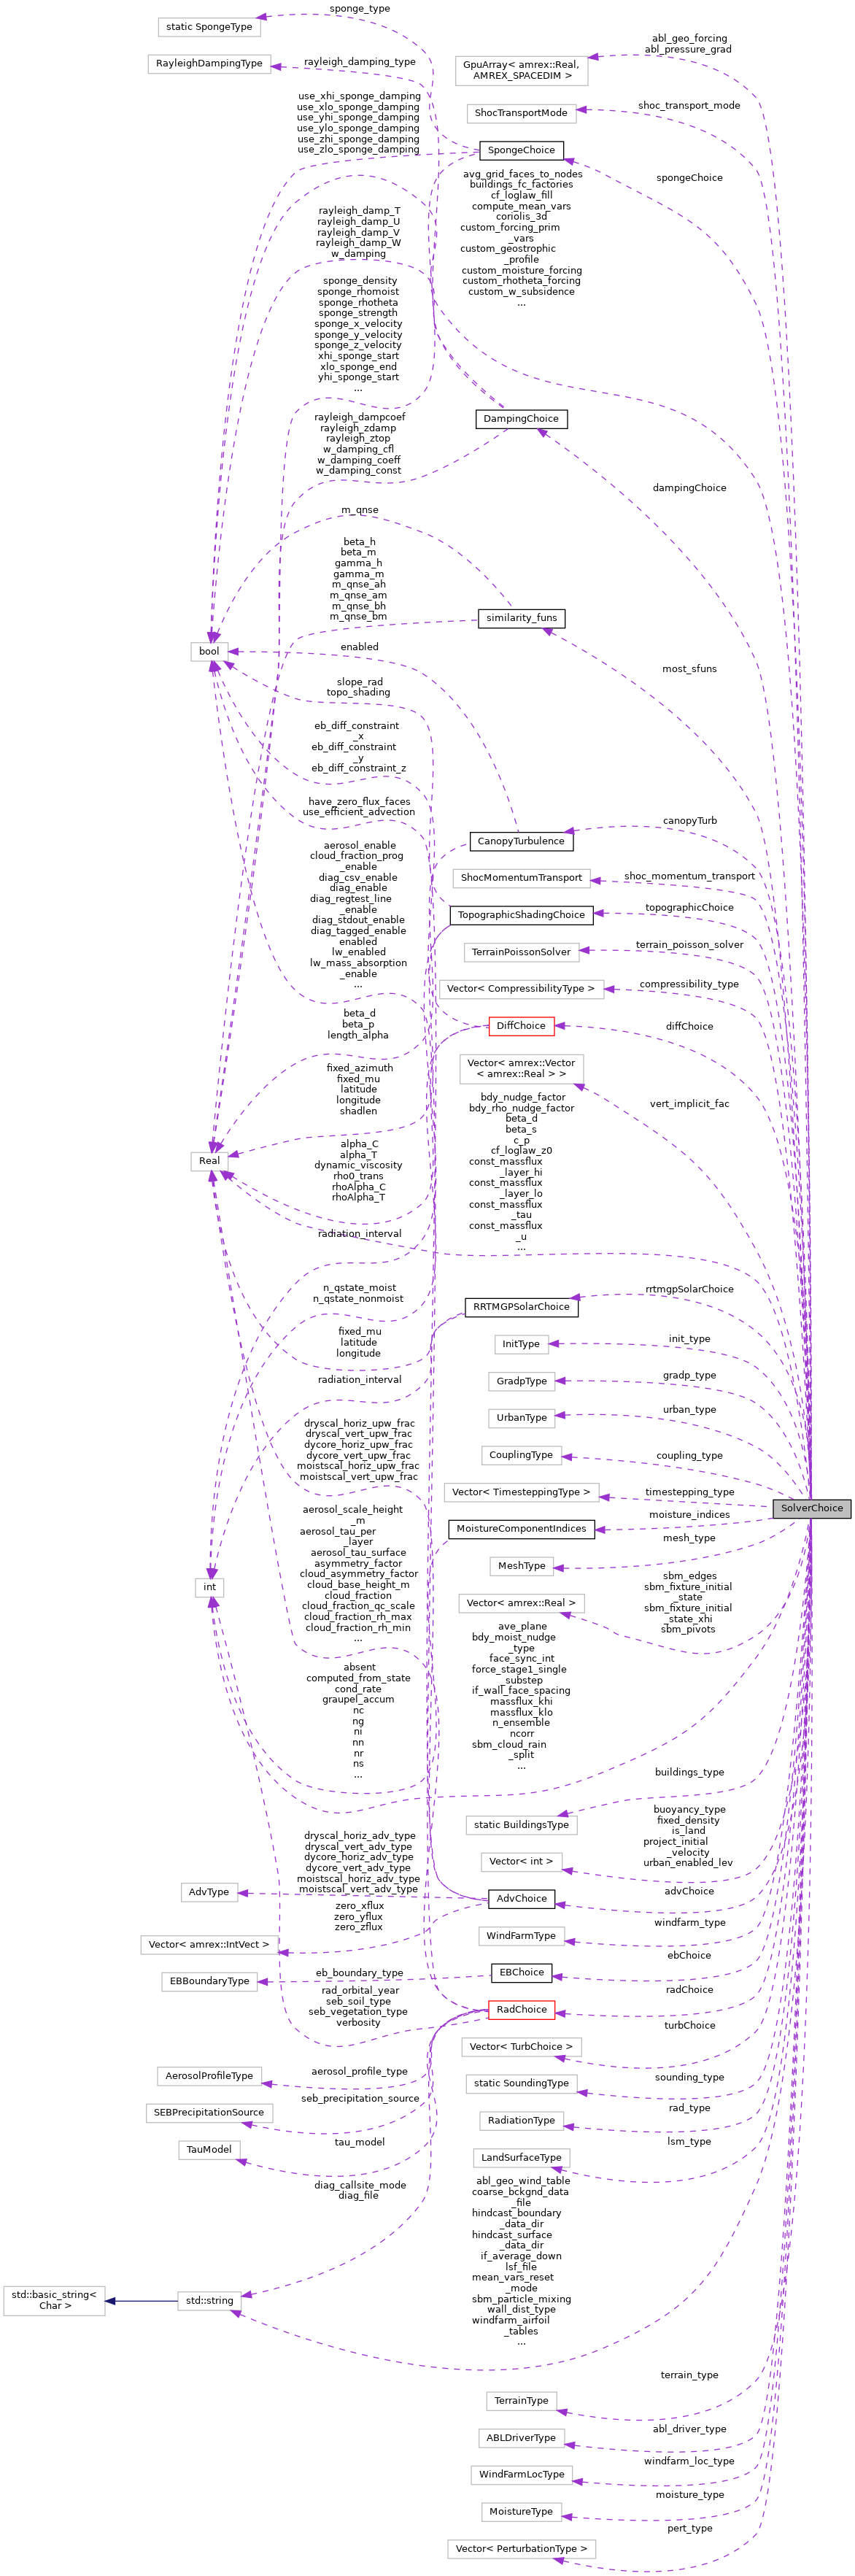 sponge_type
static SpongeType
abl_geo_forcing
abl_pressure_grad
RayleighDampingType
rayleigh_damping_type
GpuArray< amrex::Real,
AMREX_SPACEDIM >
use_xhi_sponge_damping
use_xlo_sponge_damping
use_yhi_sponge_damping
use_ylo_sponge_damping
use_zhi_sponge_damping
use_zlo_sponge_damping
ShocTransportMode
shoc_transport_mode
SpongeChoice
spongeChoice
avg_grid_faces_to_nodes
buildings_fc_factories
cf_loglaw_fill
compute_mean_vars
coriolis_3d
custom_forcing_prim
_vars
custom_geostrophic
_profile
custom_moisture_forcing
custom_rhotheta_forcing
custom_w_subsidence
...
rayleigh_damp_T
rayleigh_damp_U
rayleigh_damp_V
rayleigh_damp_W
w_damping
sponge_density
sponge_rhomoist
sponge_rhotheta
sponge_strength
sponge_x_velocity
sponge_y_velocity
sponge_z_velocity
xhi_sponge_start
xlo_sponge_end
yhi_sponge_start
...
rayleigh_dampcoef
rayleigh_zdamp
rayleigh_ztop
w_damping_cfl
w_damping_coeff
w_damping_const
DampingChoice
dampingChoice
m_qnse
beta_h
beta_m
gamma_h
gamma_m
m_qnse_ah
m_qnse_am
m_qnse_bh
m_qnse_bm
similarity_funs
most_sfuns
bool
enabled
slope_rad
topo_shading
eb_diff_constraint
_x
eb_diff_constraint
_y
eb_diff_constraint_z
have_zero_flux_faces
use_efficient_advection
CanopyTurbulence
canopyTurb
aerosol_enable
cloud_fraction_prog
_enable
diag_csv_enable
diag_enable
diag_regtest_line
_enable
diag_stdout_enable
diag_tagged_enable
enabled
lw_enabled
lw_mass_absorption
_enable
...
ShocMomentumTransport
shoc_momentum_transport
TopographicShadingChoice
topographicChoice
TerrainPoissonSolver
terrain_poisson_solver
Vector< CompressibilityType >
compressibility_type
DiffChoice
diffChoice
beta_d
beta_p
length_alpha
Vector< amrex::Vector
< amrex::Real > >
vert_implicit_fac
fixed_azimuth
fixed_mu
latitude
longitude
shadlen
bdy_nudge_factor
bdy_rho_nudge_factor
beta_d
beta_s
c_p
cf_loglaw_z0
const_massflux
_layer_hi
const_massflux
_layer_lo
const_massflux
_tau
const_massflux
_u
...
Real
alpha_C
alpha_T
dynamic_viscosity
rho0_trans
rhoAlpha_C
rhoAlpha_T
radiation_interval
n_qstate_moist
n_qstate_nonmoist
RRTMGPSolarChoice
rrtmgpSolarChoice
fixed_mu
latitude
longitude
InitType
init_type
radiation_interval
GradpType
gradp_type
UrbanType
urban_type
dryscal_horiz_upw_frac
dryscal_vert_upw_frac
dycore_horiz_upw_frac
dycore_vert_upw_frac
moistscal_horiz_upw_frac
moistscal_vert_upw_frac
CouplingType
coupling_type
Vector< TimesteppingType >
timestepping_type
SolverChoice
MoistureComponentIndices
moisture_indices
aerosol_scale_height
_m
aerosol_tau_per
_layer
aerosol_tau_surface
asymmetry_factor
cloud_asymmetry_factor
cloud_base_height_m
cloud_fraction
cloud_fraction_qc_scale
cloud_fraction_rh_max
cloud_fraction_rh_min
...
MeshType
mesh_type
int
Vector< amrex::Real >
sbm_edges
sbm_fixture_initial
_state
sbm_fixture_initial
_state_xhi
sbm_pivots
ave_plane
bdy_moist_nudge
_type
face_sync_int
force_stage1_single
_substep
if_wall_face_spacing
massflux_khi
massflux_klo
n_ensemble
ncorr
sbm_cloud_rain
_split
...
absent
computed_from_state
cond_rate
graupel_accum
nc
ng
ni
nn
nr
ns
...
buildings_type
static BuildingsType
buoyancy_type
fixed_density
is_land
project_initial
_velocity
urban_enabled_lev
Vector< int >
dryscal_horiz_adv_type
dryscal_vert_adv_type
dycore_horiz_adv_type
dycore_vert_adv_type
moistscal_horiz_adv_type
moistscal_vert_adv_type
AdvType
AdvChoice
advChoice
zero_xflux
zero_yflux
zero_zflux
Vector< amrex::IntVect >
WindFarmType
windfarm_type
EBChoice
ebChoice
eb_boundary_type
EBBoundaryType
rad_orbital_year
seb_soil_type
seb_vegetation_type
verbosity
RadChoice
radChoice
Vector< TurbChoice >
turbChoice
AerosolProfileType
aerosol_profile_type
static SoundingType
sounding_type
SEBPrecipitationSource
seb_precipitation_source
RadiationType
rad_type
TauModel
tau_model
LandSurfaceType
lsm_type
diag_callsite_mode
diag_file
abl_geo_wind_table
coarse_bckgnd_data
_file
hindcast_boundary
_data_dir
hindcast_surface
_data_dir
if_average_down
lsf_file
mean_vars_reset
_mode
sbm_particle_mixing
wall_dist_type
windfarm_airfoil
_tables
...
std::basic_string<
Char >
std::string
TerrainType
terrain_type
ABLDriverType
abl_driver_type
WindFarmLocType
windfarm_loc_type
MoistureType
moisture_type
Vector< PerturbationType >
pert_type